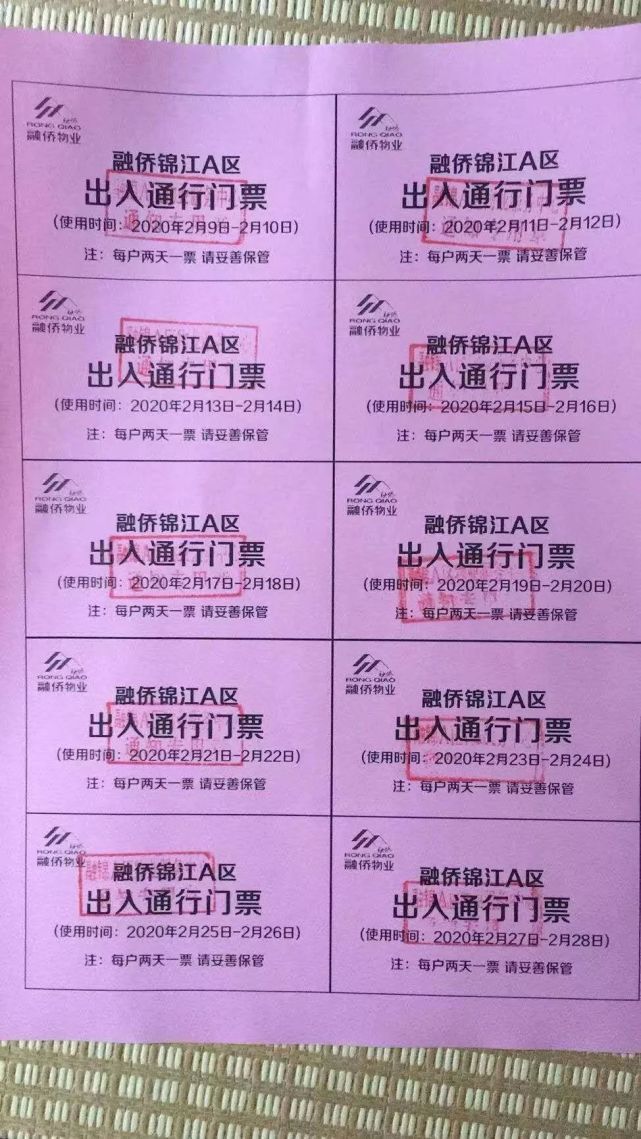 RONG QIAO
融侨物业
融侨锦江A区
出入通行门票
(使用时间：2020年2月9日-2月10日)
注：每户两天一票 请妥善保管
RONG QIAO
融侨物业
融侨锦江A区
出入通行门票
(使用时间：2020年2月11日-2月12日)
注：每户两天一票 请妥善保管
RONG QIAO
融侨物业
融侨锦江A区
出入通行门票
(使用时间：2020年2月13日-2月14日)
注：每户两天一票 请妥善保管
RONG QIAO
融侨物业
融侨锦江A区
出入通行门票
(使用时间：2020年2月15日-2月16日)
注：每户两天一票 请妥善保管
RONG QIAO
融侨物业
融侨锦江A区
出入通行门票
(使用时间：2020年2月17日-2月18日)
注：每户两天一票 请妥善保管
RONG QIAO
融侨物业
融侨锦江A区
出入通行门票
(使用时间：2020年2月19日-2月20日)
注：每户两天一票 请妥善保管
RONG QIAO
融侨物业
融侨锦江A区
出入通行门票
(使用时间：2020年2月21日-2月22日)
注：每户两天一票 请妥善保管
RONG QIAO
融侨物业
融侨锦江A区
出入通行门票
(使用时间：2020年2月23日-2月24日)
注：每户两天一票 请妥善保管
RONG QIAO
融侨物业
融侨锦江A区
出入通行门票
(使用时间：2020年2月25日-2月26日)
注：每户两天一票 请妥善保管
RONG QIAO
融侨物业
融侨锦江A区
出入通行门票
(使用时间：2020年2月27日-2月28日)
注：每户两天一票 请妥善保管